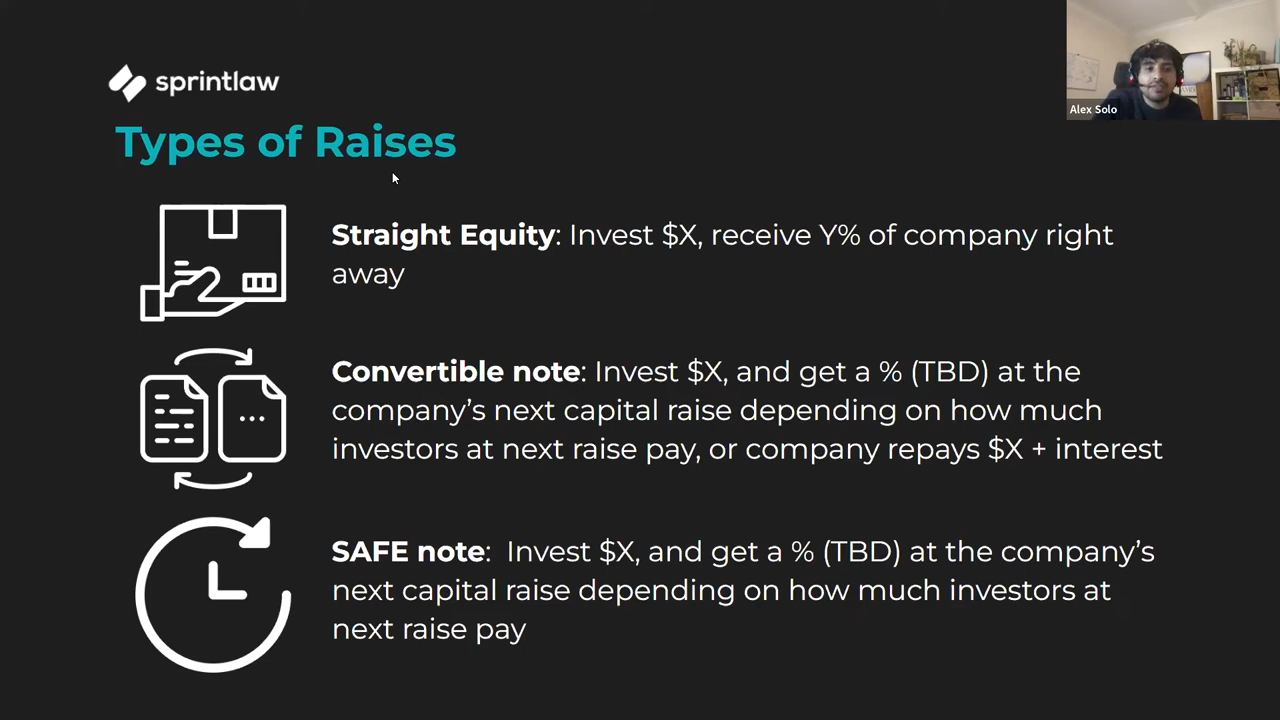 sprintlaw
Alex Solo
Types of Raises
Straight Equity: Invest $X, receive Y% of company right
away
Convertible note: Invest $X, and get a % (TBD) at the
company’s next capital raise depending on how much
investors at next raise pay, or company repays $X + interest
SAFE note:  Invest $X, and get a % (TBD) at the company’s
next capital raise depending on how much investors at
next raise pay